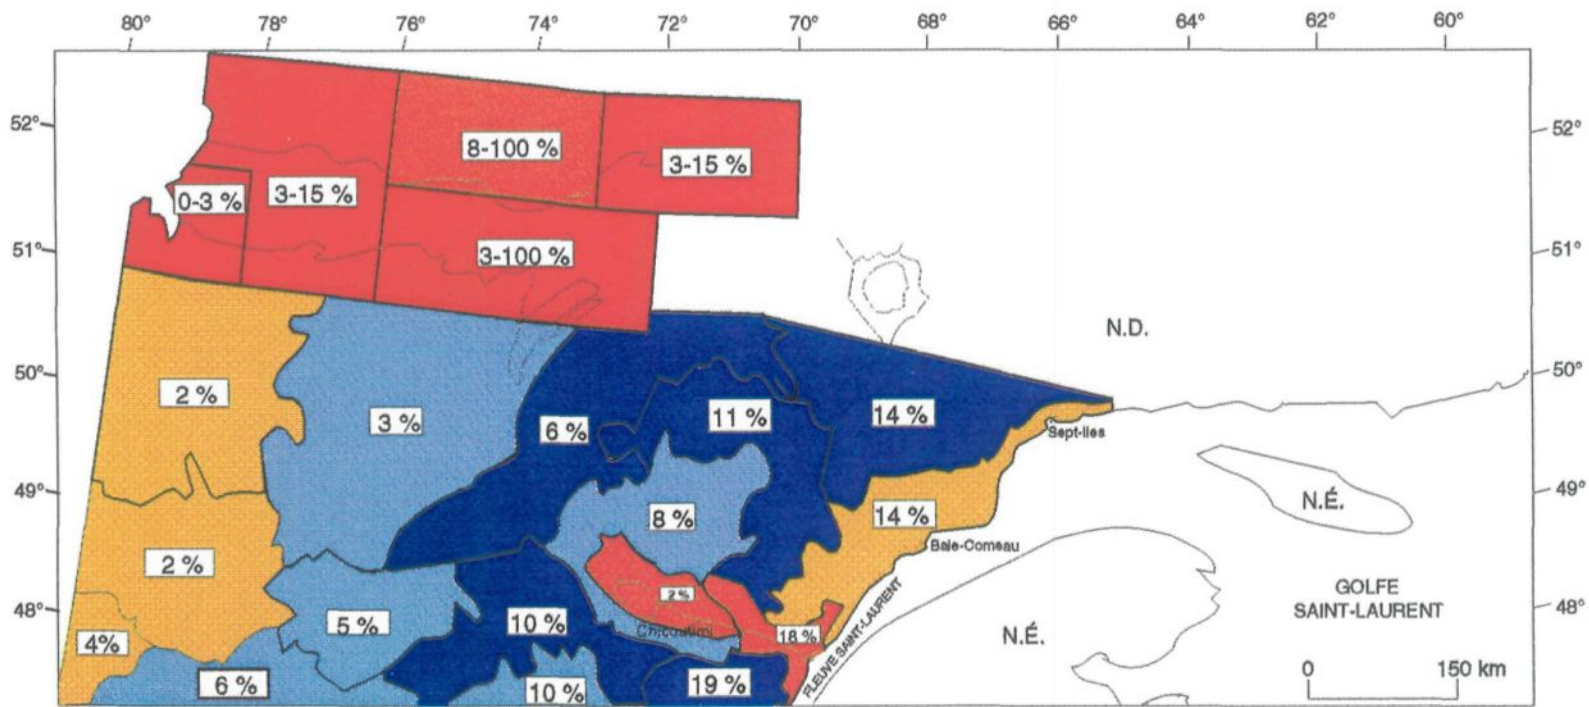 80° 78° 76° 74° 72° 70° 68° 66° 64° 62° 60°
52° 52°
8-100 %
3-15 %
0-3 %
3-15 %
51° 51°
3-100 %
N.D.
50° 50°
2 %
3 %
6 %
11 %
14 %
Sept-Iles
49° 49°
N.É.
8 %
14 %
Baie-Comeau
2 %
2 %
GOLFE
SAINT-LAURENT
48° 48°
5 %
10 %
Chicoutimi
18 %
N.É.
4%
FLEUVE SAINT-LAURENT
0 150 km
6 %
10 %
19 %